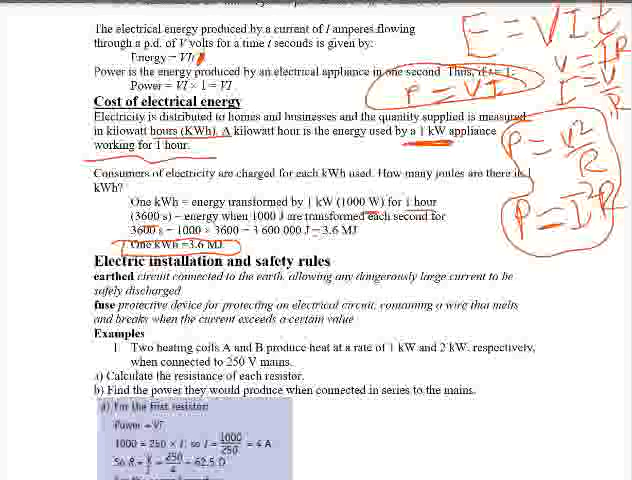 The electrical energy produced by a current of I amperes flowing
through a p.d. of V volts for a time t seconds is given by:
Energy = VIt
Power is the energy produced by an electrical appliance in one second. Thus, if t = 1:
Power = VI × 1 = VI
Cost of electrical energy
Electricity is distributed to homes and businesses and the quantity supplied is measured
in kilowatt hours (KWh). A kilowatt hour is the energy used by a 1 kW appliance
working for 1 hour.
Consumers of electricity are charged for each kWh used. How many joules are there in 1
kWh?
One kWh = energy transformed by 1 kW (1000 W) for 1 hour
(3600 s) = energy when 1000 J are transformed each second for
3600 s = 1000 × 3600 = 3 600 000 J = 3.6 MJ
One kWh = 3.6 MJ
Electric installation and safety rules
earthed circuit connected to the earth, allowing any dangerously large current to be
safely discharged
fuse protective device for protecting an electrical circuit, containing a wire that melts
and breaks when the current exceeds a certain value
Examples
1. Two heating coils A and B produce heat at a rate of 1 kW and 2 kW, respectively,
when connected to 250 V mains.
a) Calculate the resistance of each resistor.
b) Find the power they would produce when connected in series to the mains.
a) For the first resistor:
Power = VI
1000 = 250 × I; so I = 1000/250 = 4 A
So R = V/I = 250/4 = 62.5 Ω
E = VIt
V = IR
I = V/R
P = VI
P = V²/R
P = I²R